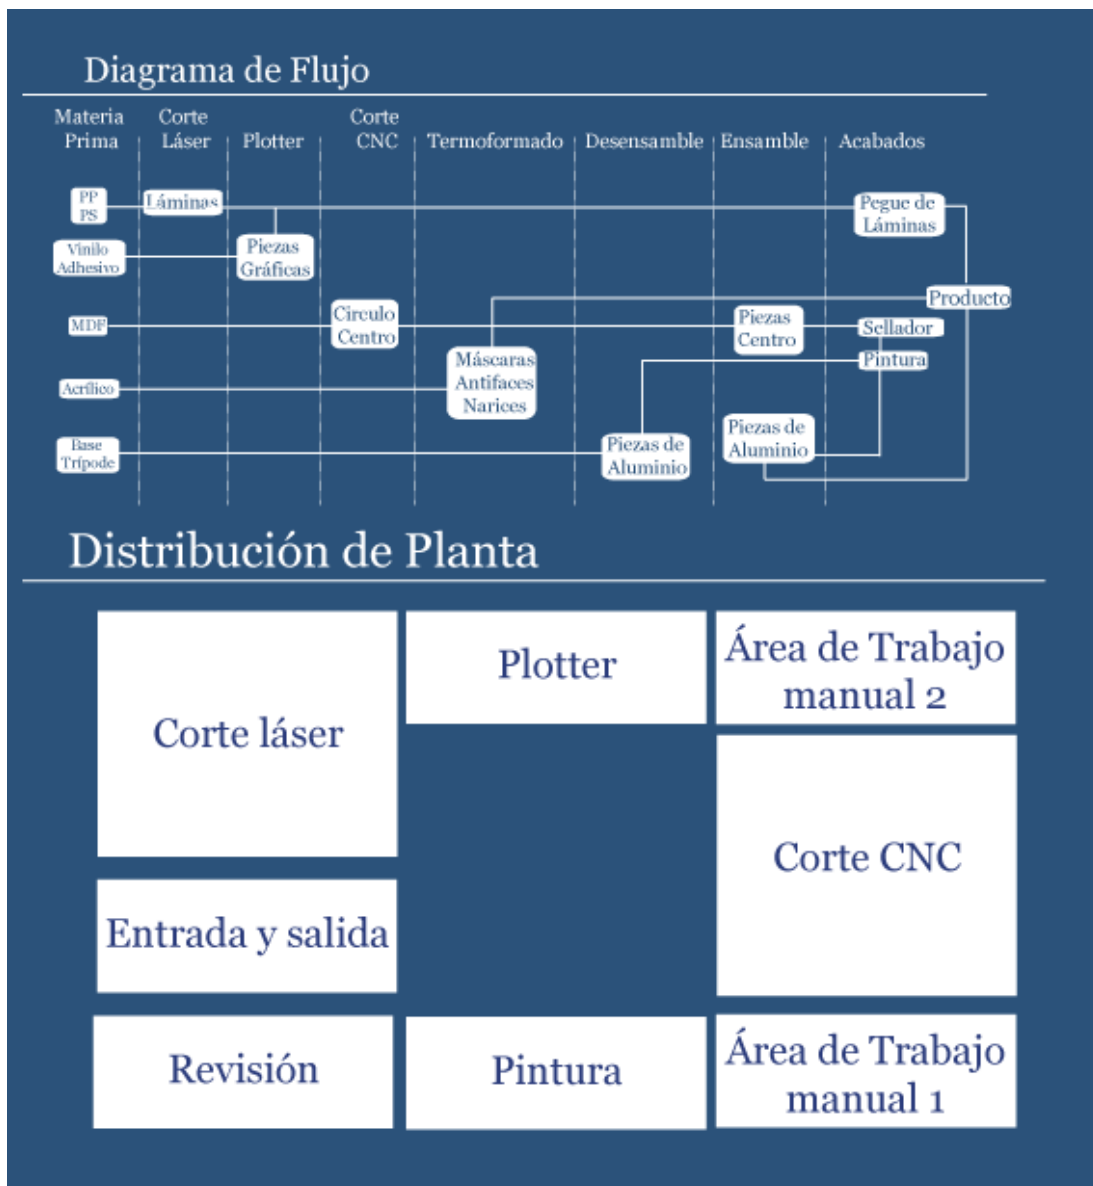 Diagrama de Flujo
Materia
Prima
Corte
Láser
Plotter
Corte
CNC
Termoformado
Desensamble
Ensamble
Acabados
PP
PS
Láminas
Pegue de
Láminas
Vinilo
Adhesivo
Piezas
Gráficas
Producto
MDF
Circulo
Centro
Piezas
Centro
Sellador
Pintura
Acrílico
Máscaras
Antifaces
Narices
Base
Trípode
Piezas de
Aluminio
Piezas de
Aluminio
Distribución de Planta
Corte láser
Plotter
Área de Trabajo
manual 2
Corte CNC
Entrada y salida
Revisión
Pintura
Área de Trabajo
manual 1